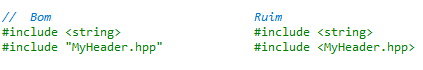 //  Bom                            Ruim
#include <string>                  #include <string>
#include "MyHeader.hpp"            #include <MyHeader.hpp>